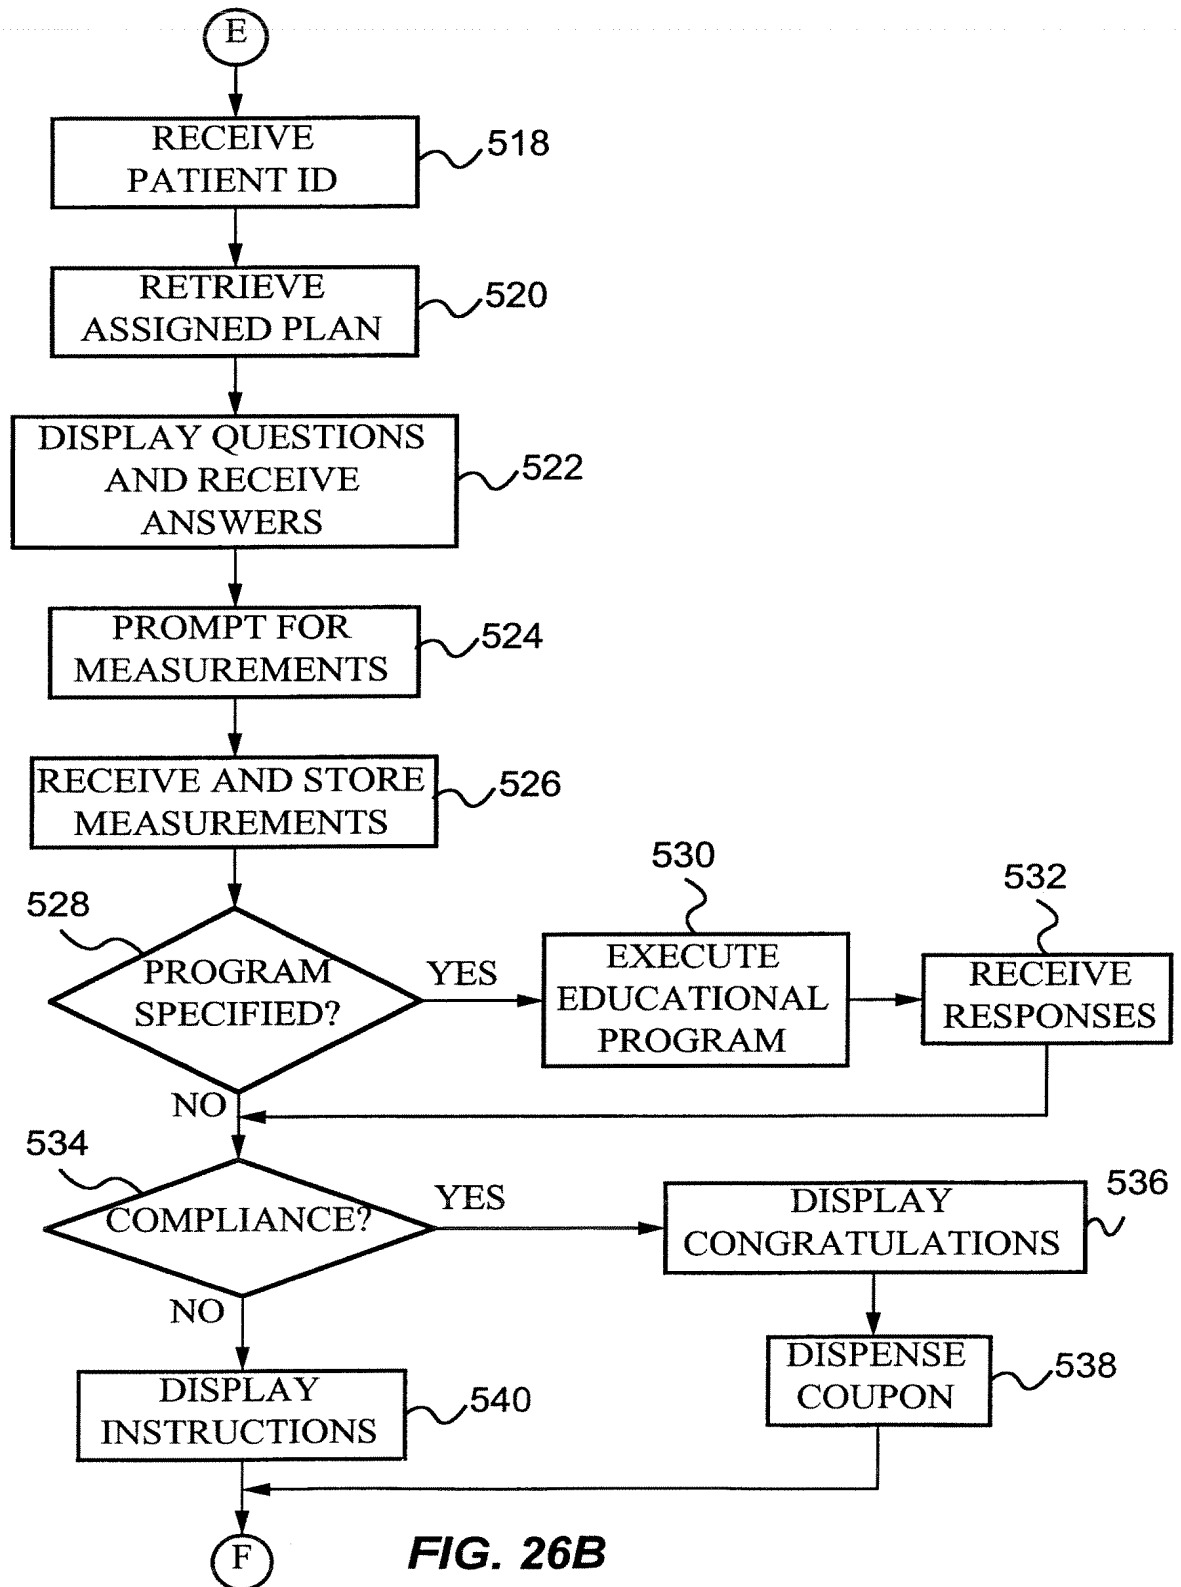 E
RECEIVE
PATIENT ID
518
RETRIEVE
ASSIGNED PLAN
520
DISPLAY QUESTIONS
AND RECEIVE
ANSWERS
522
PROMPT FOR
MEASUREMENTS
524
RECEIVE AND STORE
MEASUREMENTS
526
528
PROGRAM
SPECIFIED?
YES
530
EXECUTE
EDUCATIONAL
PROGRAM
532
RECEIVE
RESPONSES
NO
534
COMPLIANCE?
YES
DISPLAY
CONGRATULATIONS
536
NO
DISPENSE
COUPON
538
DISPLAY
INSTRUCTIONS
540
F
FIG. 26B